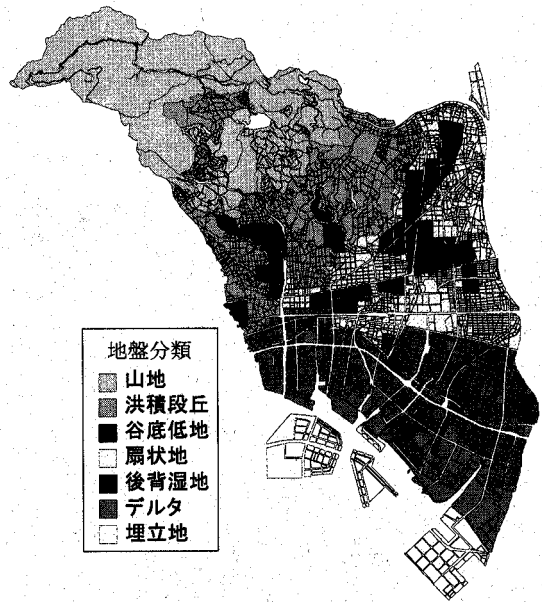 地盤分類
山地
洪積段丘
谷底低地
扇状地
後背湿地
デルタ
埋立地